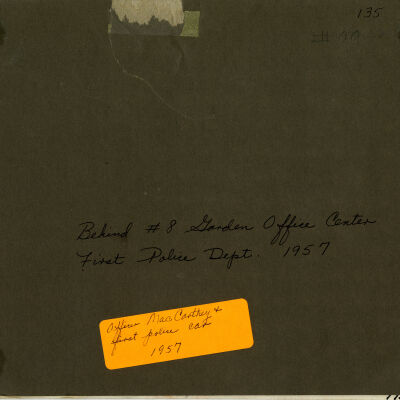 135
Behind #8 Garden Office Center
First Police Dept. 1957
Officer MacCarthey &
first police car
1957